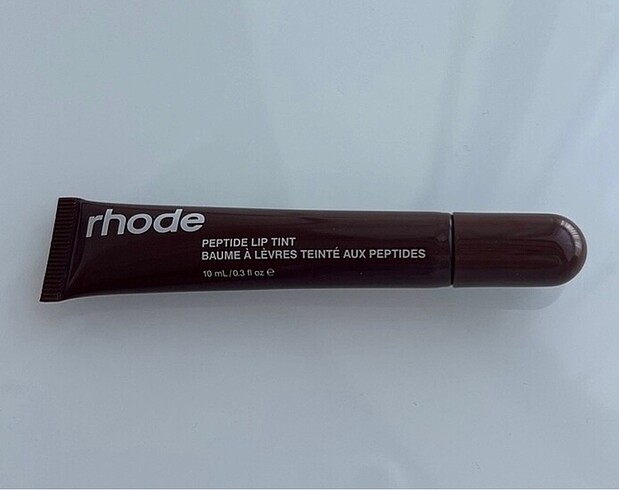 rhode
PEPTIDE LIP TINT
BAUME À LÈVRES TEINTÉ AUX PEPTIDES
10 mL/0.3 fl oz ℮